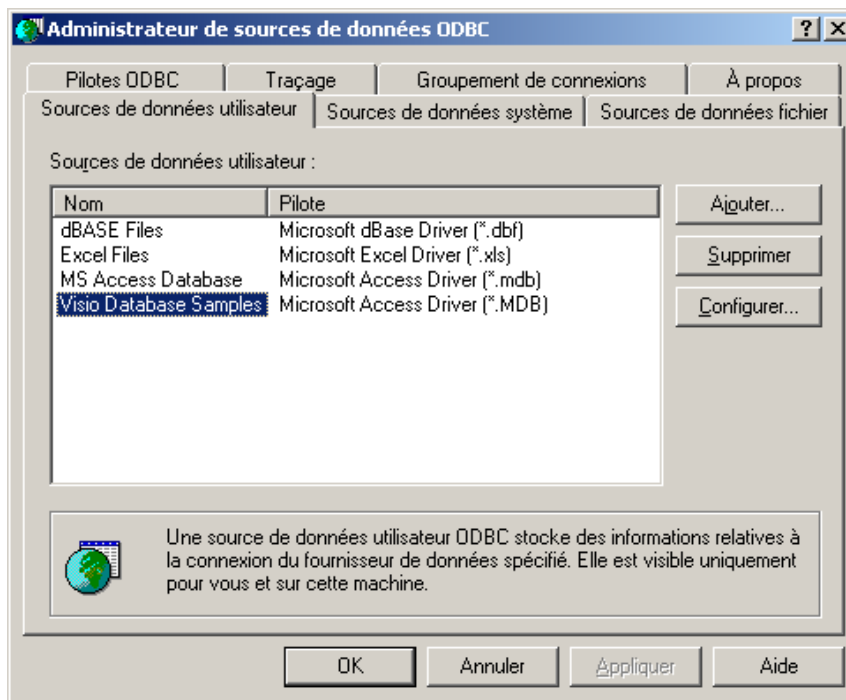 Administrateur de sources de données ODBC
Pilotes ODBC Traçage Groupement de connexions À propos
Sources de données utilisateur Sources de données système Sources de données fichier
Sources de données utilisateur :
Nom Pilote
dBASE Files Microsoft dBase Driver (*.dbf)
Excel Files Microsoft Excel Driver (*.xls)
MS Access Database Microsoft Access Driver (*.mdb)
Visio Database Samples Microsoft Access Driver (*.MDB)
Ajouter...
Supprimer
Configurer...
Une source de données utilisateur ODBC stocke des informations relatives à
la connexion du fournisseur de données spécifié. Elle est visible uniquement
pour vous et sur cette machine.
OK Annuler Appliquer Aide